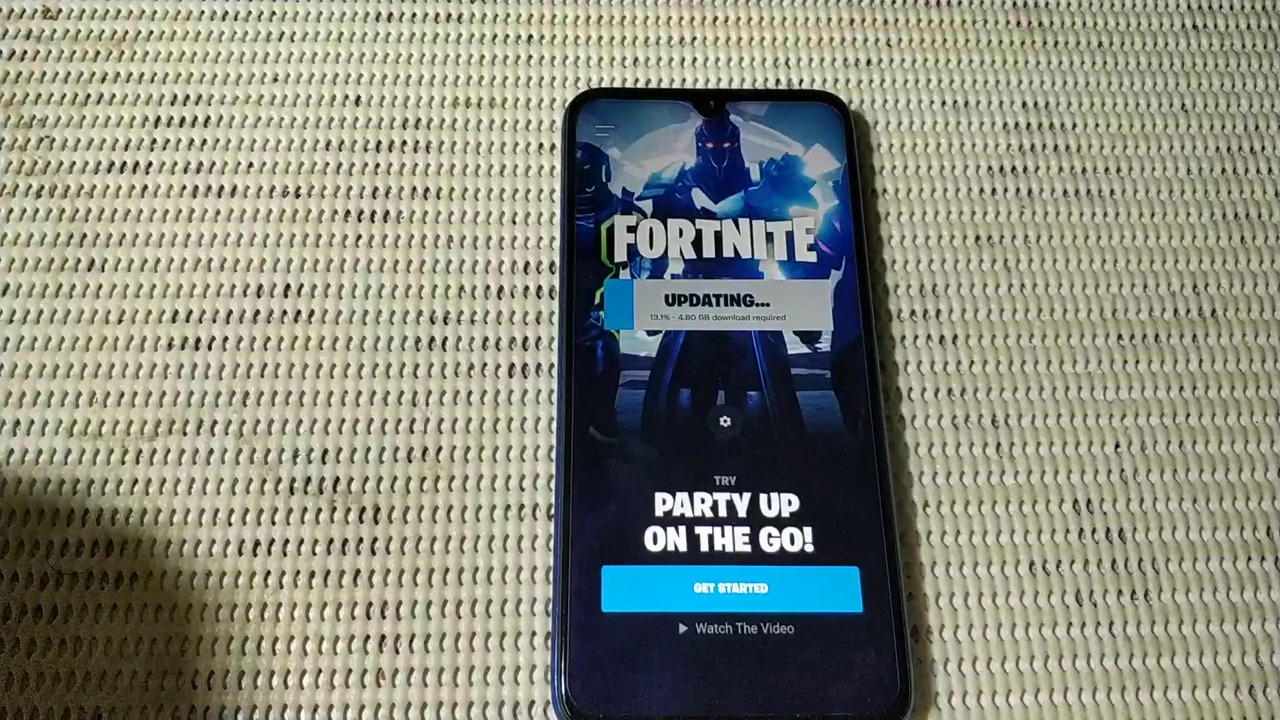 FORTNITE
UPDATING...
13.1% - 4.80 GB download required
TRY
PARTY UP
ON THE GO!
GET STARTED
Watch The Video